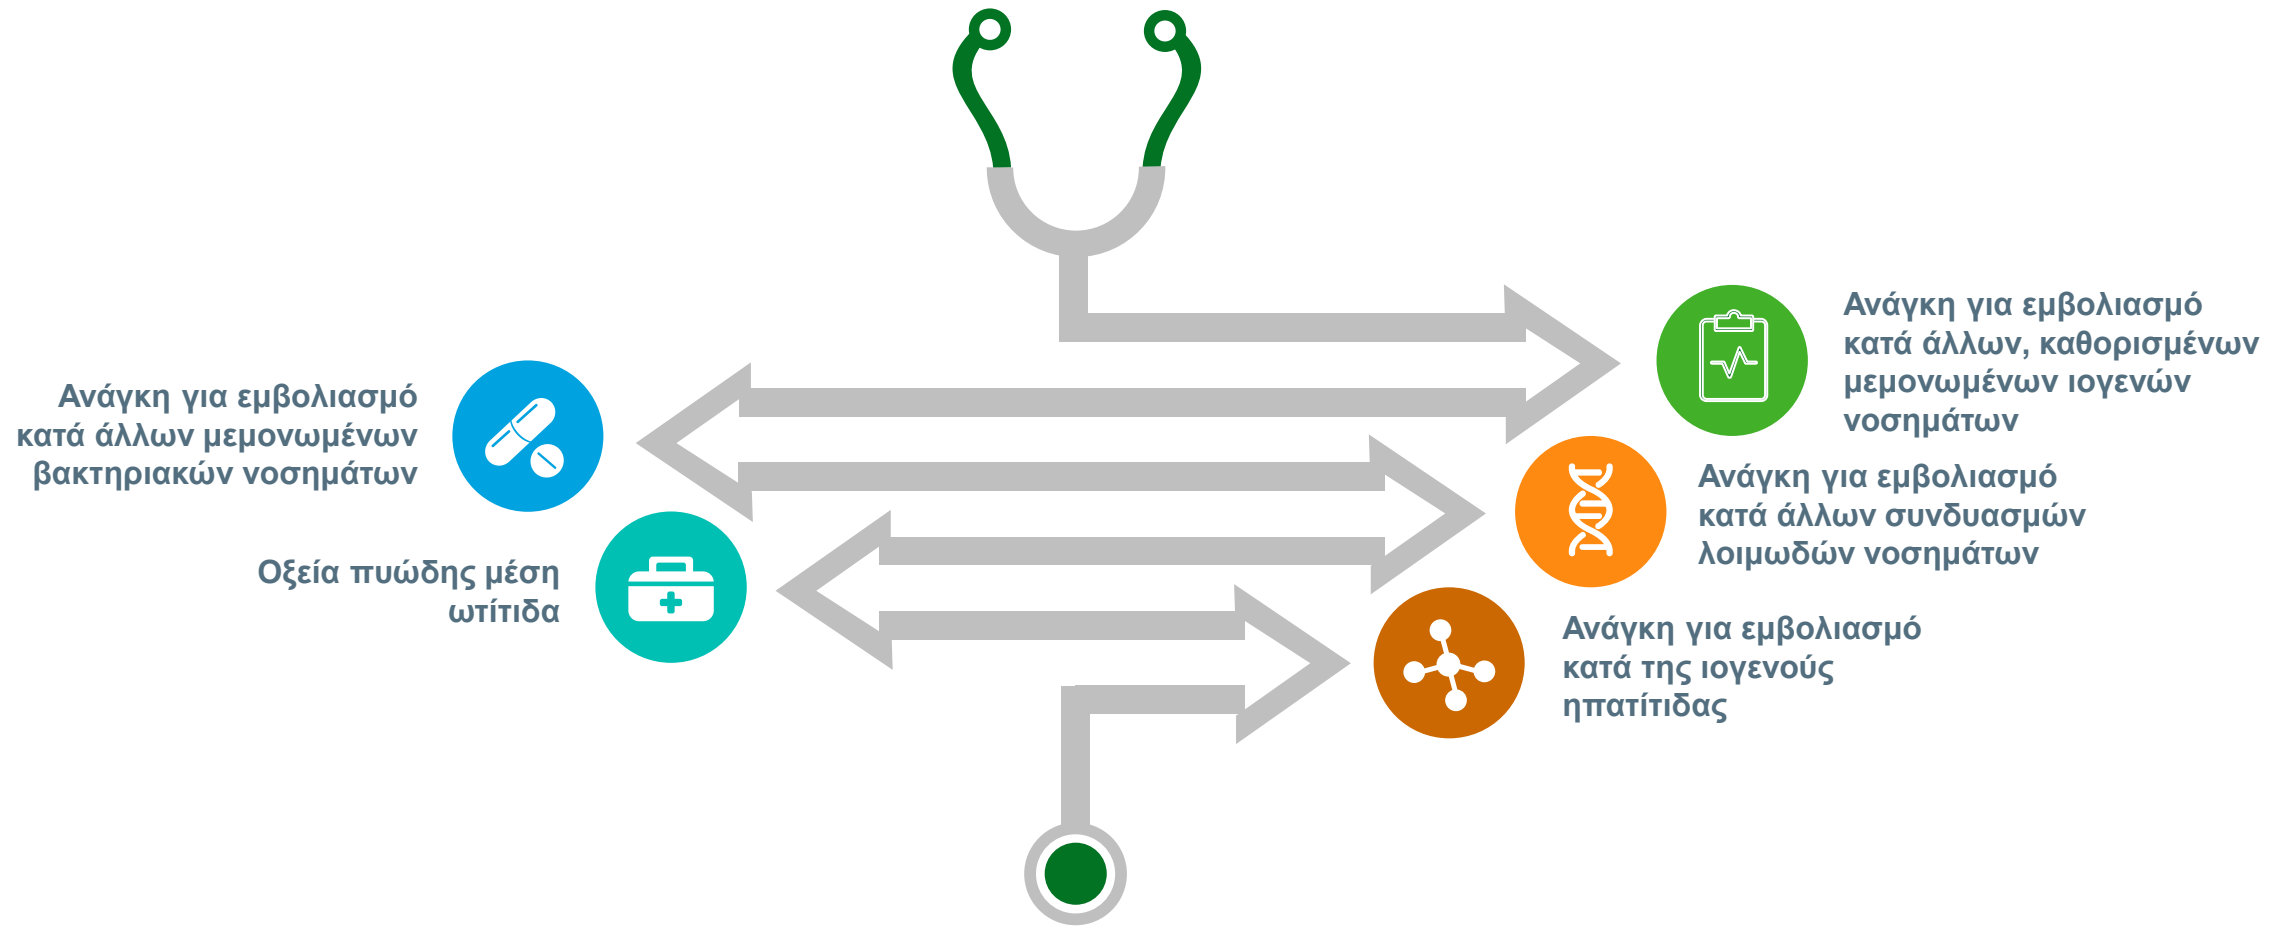 Ανάγκη για εμβολιασμό
κατά άλλων, καθορισμένων
μεμονωμένων ιογενών
νοσημάτων
Ανάγκη για εμβολιασμό
κατά άλλων μεμονωμένων
βακτηριακών νοσημάτων
Ανάγκη για εμβολιασμό
κατά άλλων συνδυασμών
λοιμωδών νοσημάτων
Οξεία πυώδης μέση
ωτίτιδα
Ανάγκη για εμβολιασμό
κατά της ιογενούς
ηπατίτιδας